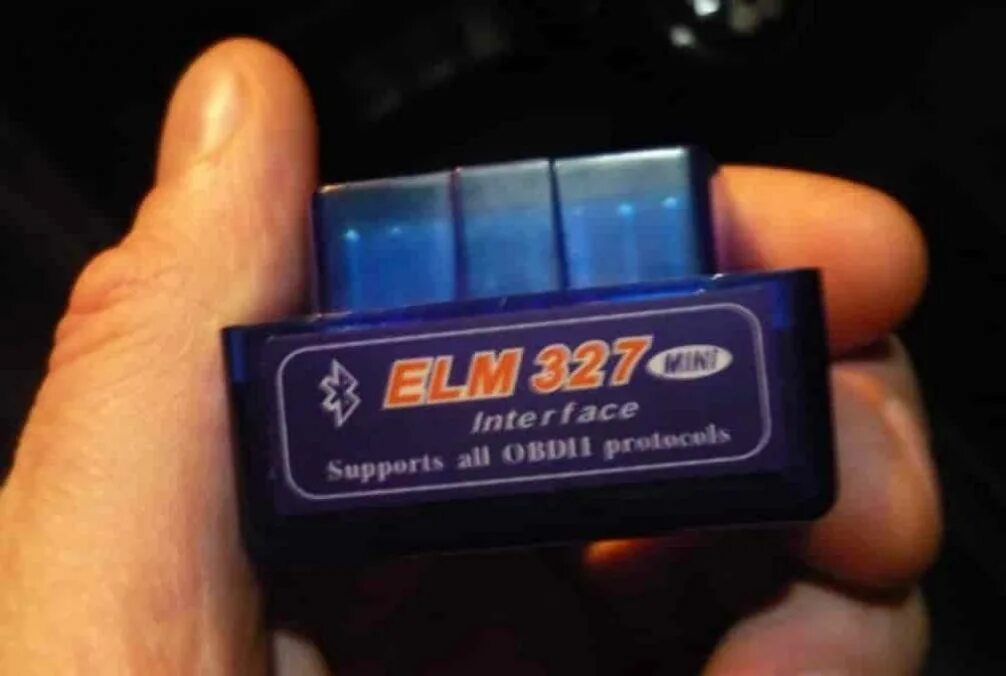 ELM 327 MINI
Interface
Supports all OBDII protocols